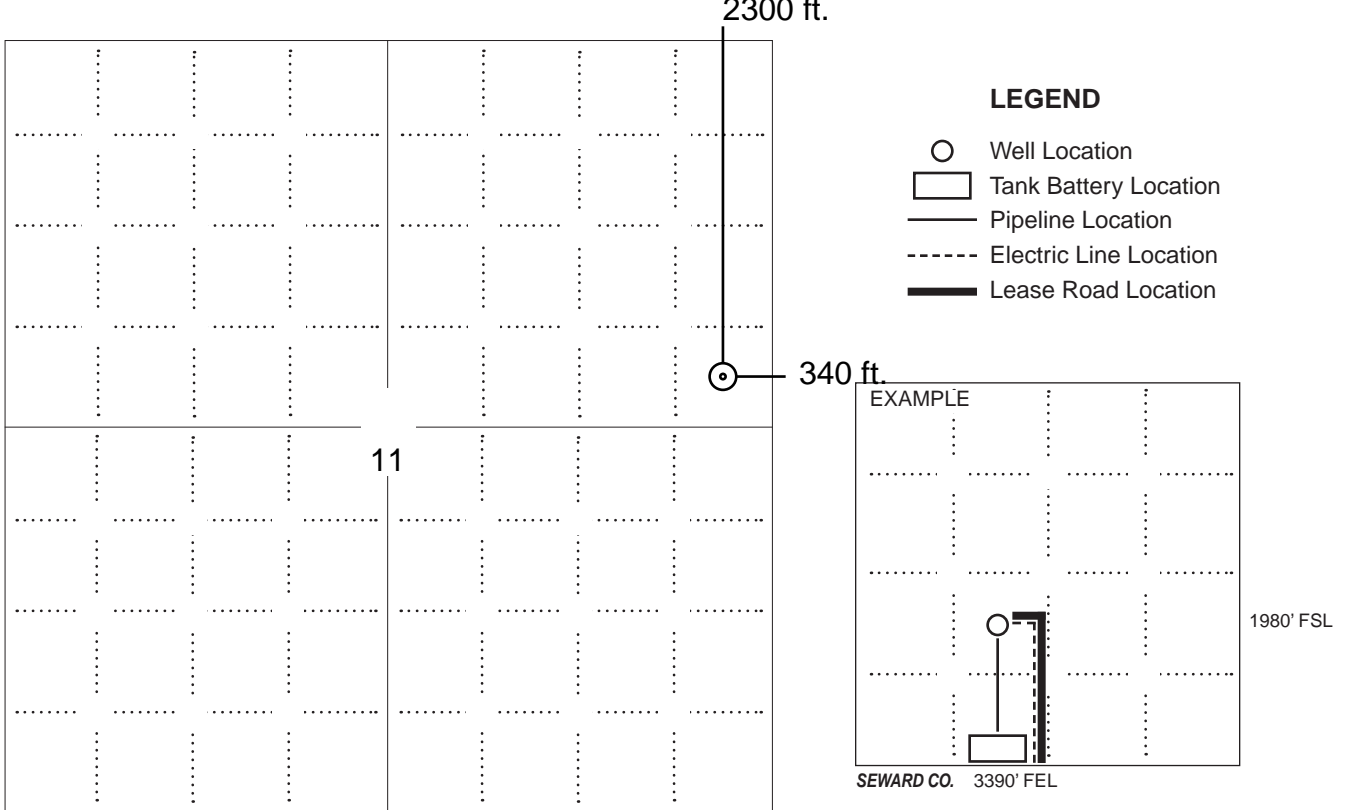 2300 ft.
LEGEND
Well Location
Tank Battery Location
Pipeline Location
Electric Line Location
Lease Road Location
340 ft.
EXAMPLE
11
1980' FSL
SEWARD CO. 3390' FEL